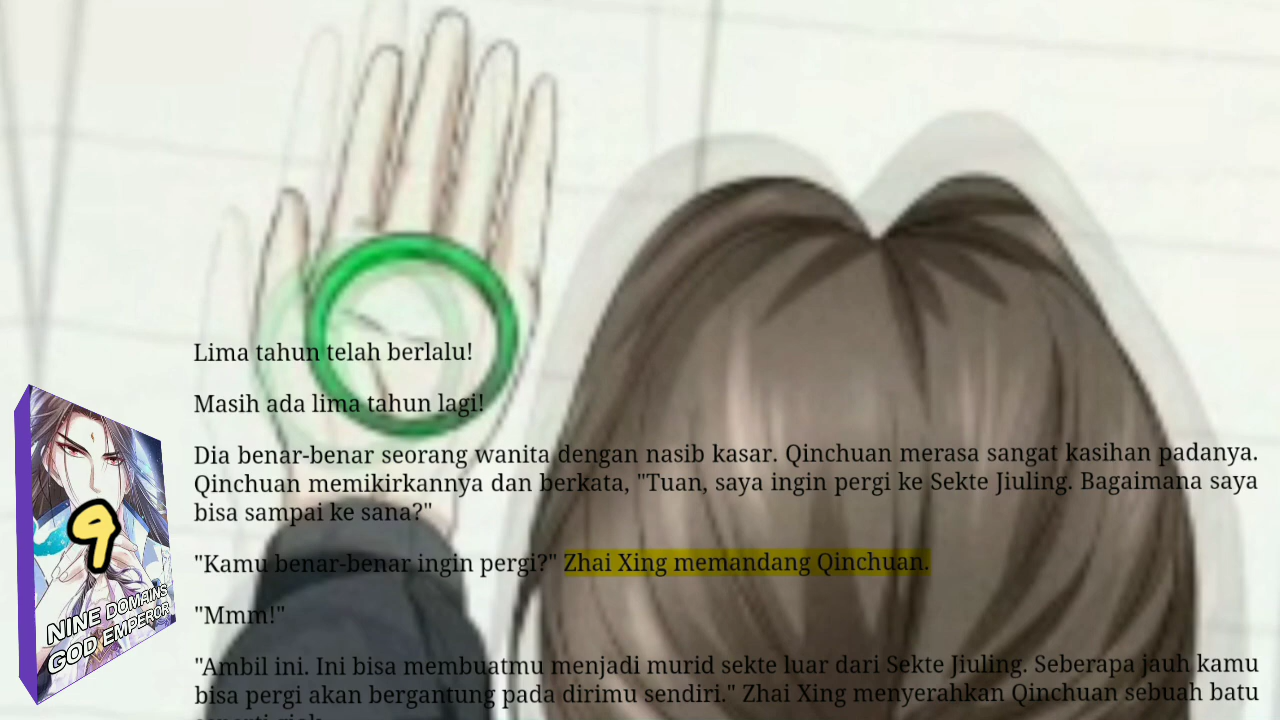 Lima tahun telah berlalu!
Masih ada lima tahun lagi!
Dia benar-benar seorang wanita dengan nasib kasar. Qinchuan merasa sangat kasihan padanya.
Qinchuan memikirkannya dan berkata, "Tuan, saya ingin pergi ke Sekte Jiuling. Bagaimana saya
bisa sampai ke sana?"
"Kamu benar-benar ingin pergi?" Zhai Xing memandang Qinchuan.
"Mmm!"
"Ambil ini. Ini bisa membuatmu menjadi murid sekte luar dari Sekte Jiuling. Seberapa jauh kamu
bisa pergi akan bergantung pada dirimu sendiri." Zhai Xing menyerahkan Qinchuan sebuah batu
9
NINE DOMAINS
GOD EMPEROR